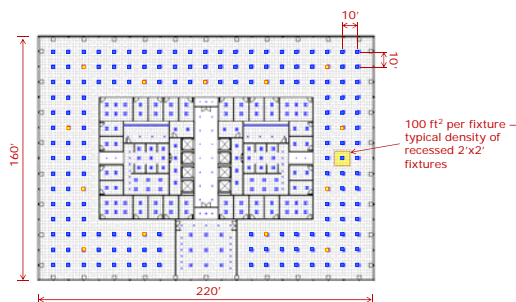 10'
10'
100 ft² per fixture –
typical density of
recessed 2'x2'
fixtures
160'
220'